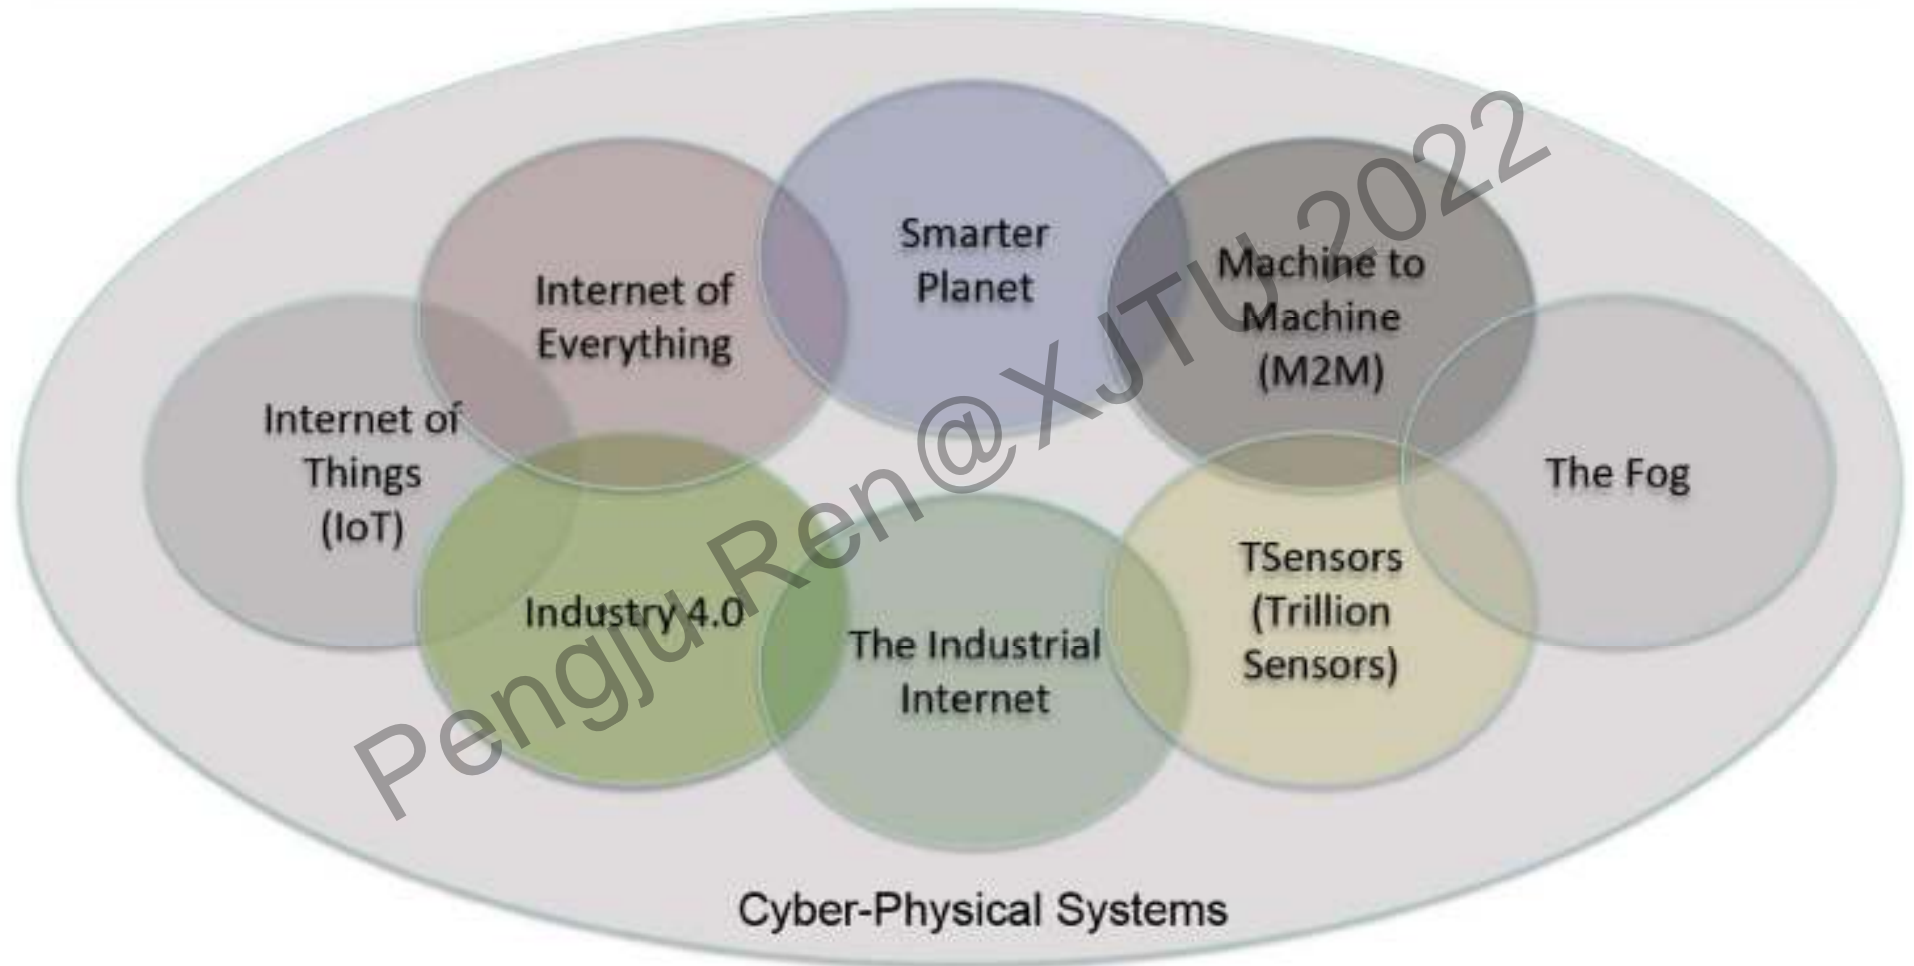 Smarter
Planet
Internet of
Everything
Machine to
Machine
(M2M)
Internet of
Things
(IoT)
The Fog
Industry 4.0
The Industrial
Internet
TSensors
(Trillion
Sensors)
Cyber-Physical Systems
Pengju Ren@XJTU 2022